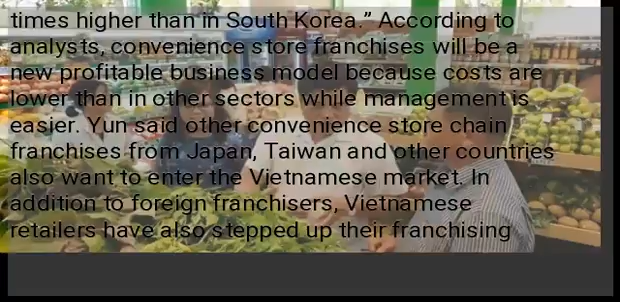 times higher than in South Korea.” According to
analysts, convenience store franchises will be a
new profitable business model because costs are
lower than in other sectors while management is
easier. Yun said other convenience store chain
franchises from Japan, Taiwan and other countries
also want to enter the Vietnamese market. In
addition to foreign franchisers, Vietnamese
retailers have also stepped up their franchising